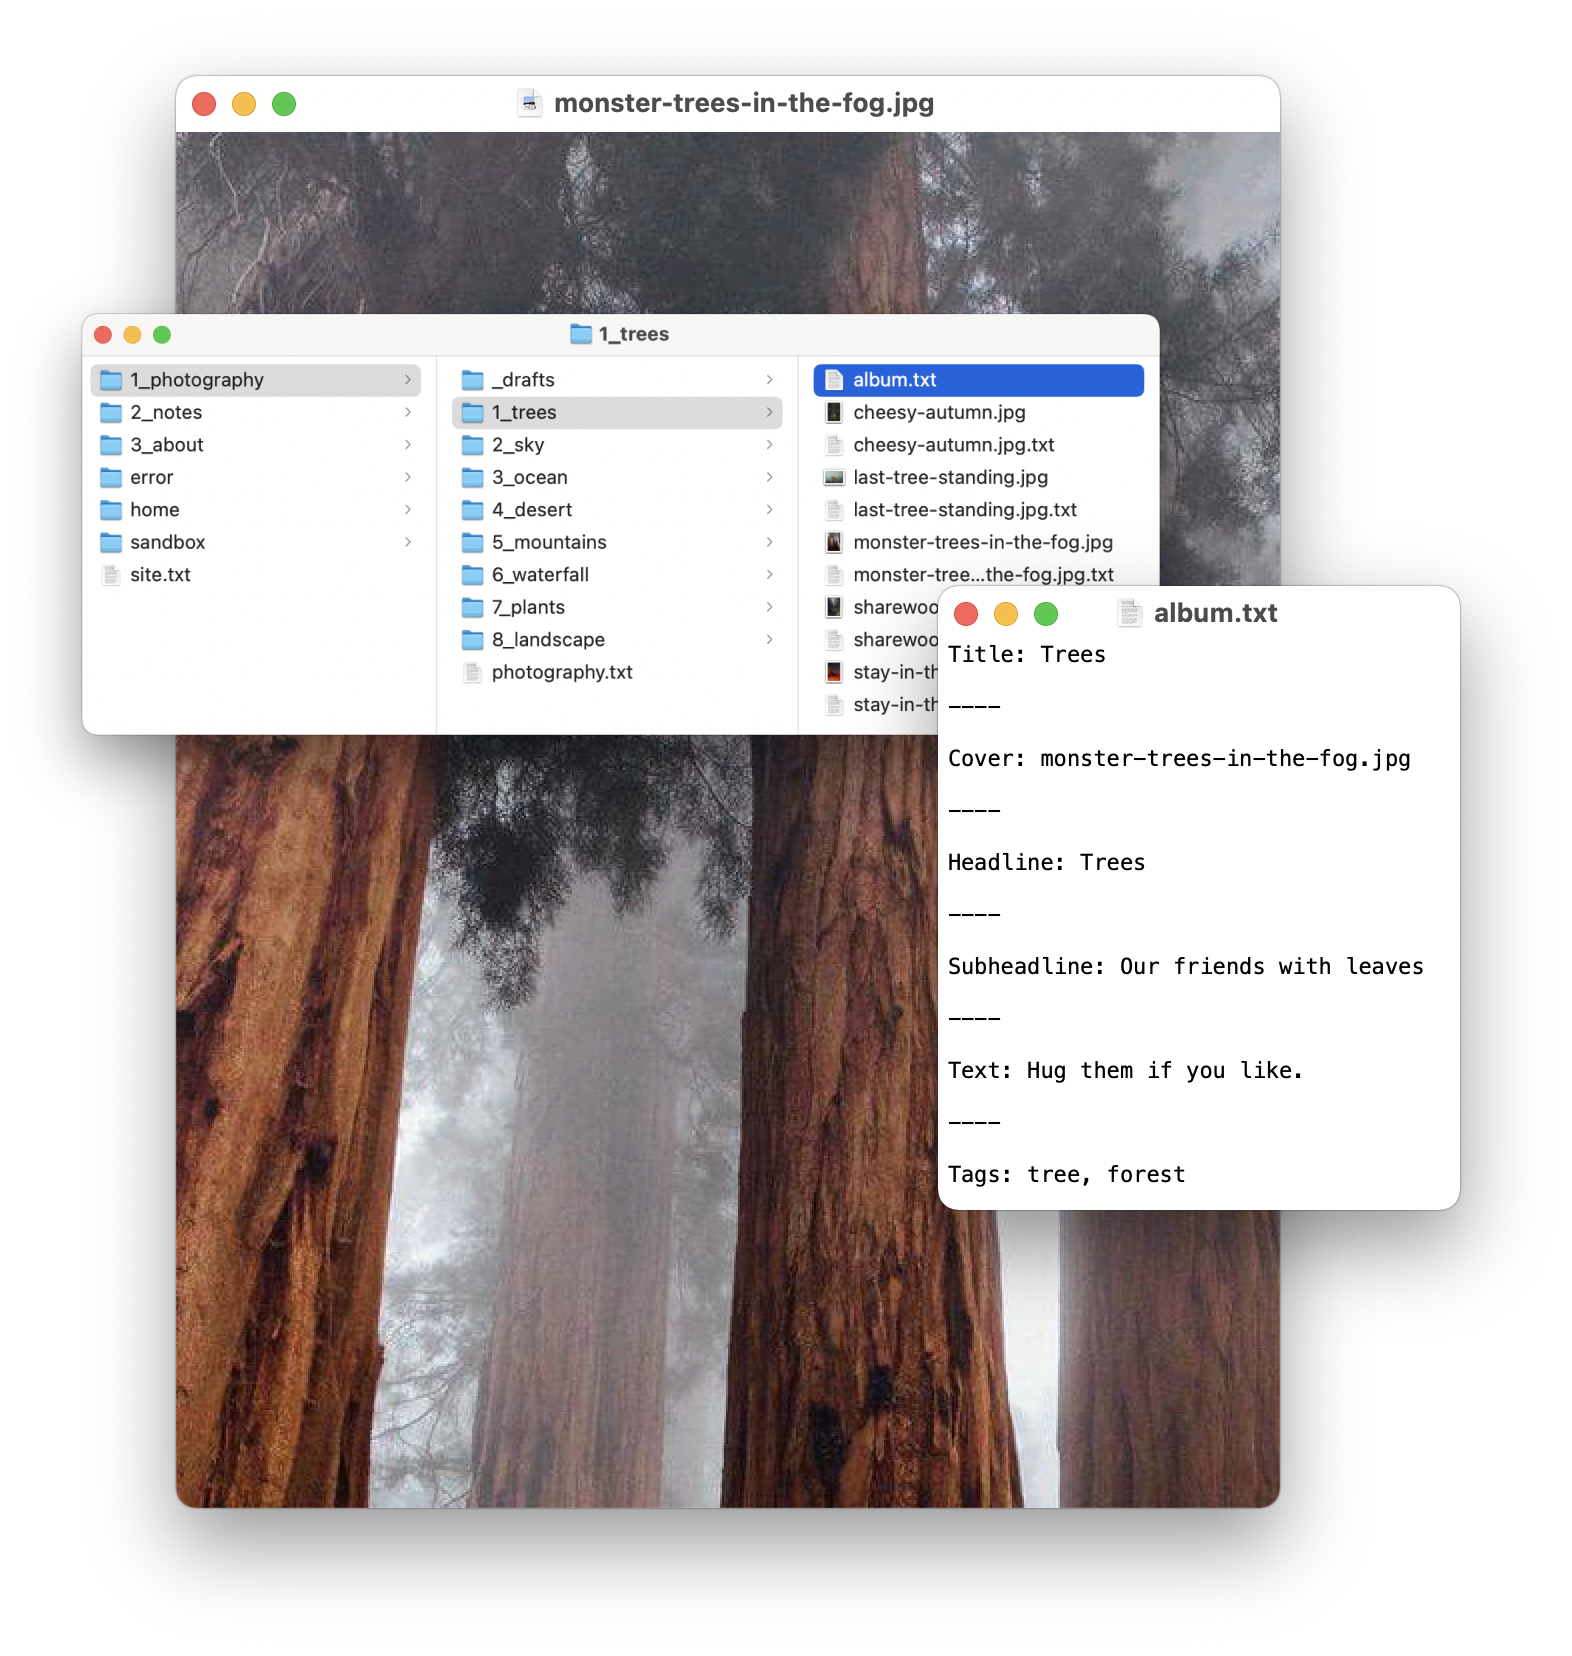 monster-trees-in-the-fog.jpg
1_trees
1_photography
2_notes
3_about
error
home
sandbox
site.txt
_drafts
1_trees
2_sky
3_ocean
4_desert
5_mountains
6_waterfall
7_plants
8_landscape
photography.txt
album.txt
cheesy-autumn.jpg
cheesy-autumn.jpg.txt
last-tree-standing.jpg
last-tree-standing.jpg.txt
monster-trees-in-the-fog.jpg
monster-tree...the-fog.jpg.txt
sharewoo
sharewoo
stay-in-th
stay-in-th
album.txt
Title: Trees
----
Cover: monster-trees-in-the-fog.jpg
----
Headline: Trees
----
Subheadline: Our friends with leaves
----
Text: Hug them if you like.
----
Tags: tree, forest